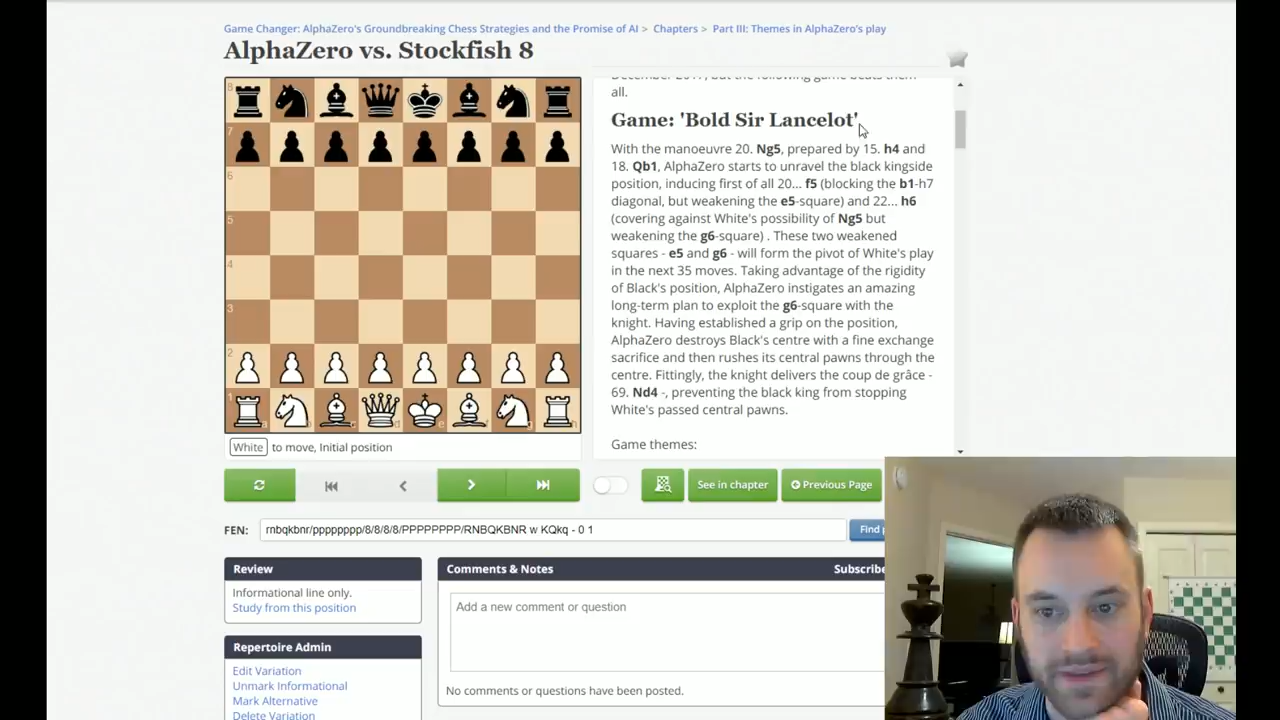 Game Changer: AlphaZero's Groundbreaking Chess Strategies and the Promise of AI > Chapters > Part III: Themes in AlphaZero's play
AlphaZero vs. Stockfish 8
all.
Game: 'Bold Sir Lancelot'
With the manoeuvre 20. Ng5, prepared by 15. h4 and
18. Qb1, AlphaZero starts to unravel the black kingside
position, inducing first of all 20... f5 (blocking the b1-h7
diagonal, but weakening the e5-square) and 22... h6
(covering against White's possibility of Ng5 but
weakening the g6-square) . These two weakened
squares - e5 and g6 - will form the pivot of White's play
in the next 35 moves. Taking advantage of the rigidity
of Black's position, AlphaZero instigates an amazing
long-term plan to exploit the g6-square with the
knight. Having established a grip on the position,
AlphaZero destroys Black's centre with a fine exchange
sacrifice and then rushes its central pawns through the
centre. Fittingly, the knight delivers the coup de grâce -
69. Nd4 -, preventing the black king from stopping
White's passed central pawns.
Game themes:
8
7
6
5
4
3
2
1
White to move, Initial position
See in chapter
Previous Page
FEN: rnbqkbnr/pppppppp/8/8/8/8/PPPPPPPP/RNBQKBNR w KQkq - 0 1
Find
Review
Informational line only.
Study from this position
Comments & Notes
Subscribe
Add a new comment or question
No comments or questions have been posted.
Repertoire Admin
Edit Variation
Unmark Informational
Mark Alternative
Delete Variation